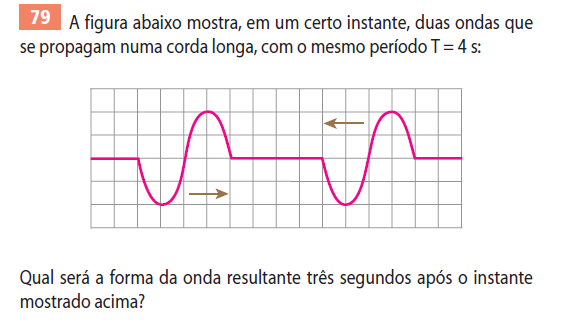 79 A figura abaixo mostra, em um certo instante, duas ondas que
se propagam numa corda longa, com o mesmo período T = 4 s:
Qual será a forma da onda resultante três segundos após o instante
mostrado acima?